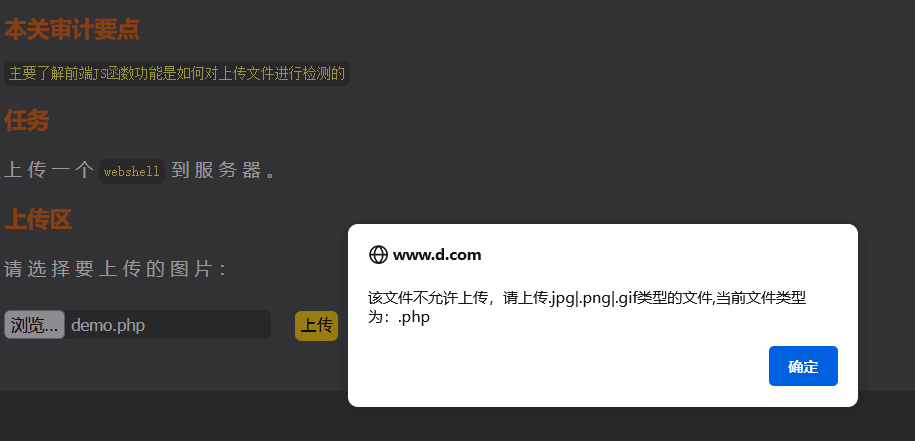 本关审计要点
主要了解前端JS函数功能是如何对上传文件进行检测的
任务
上传一个 webshell 到服务器。
上传区
请选择要上传的图片：
浏览... demo.php 上传
www.d.com
该文件不允许上传，请上传.jpg|.png|.gif类型的文件,当前文件类型
为：.php
确定